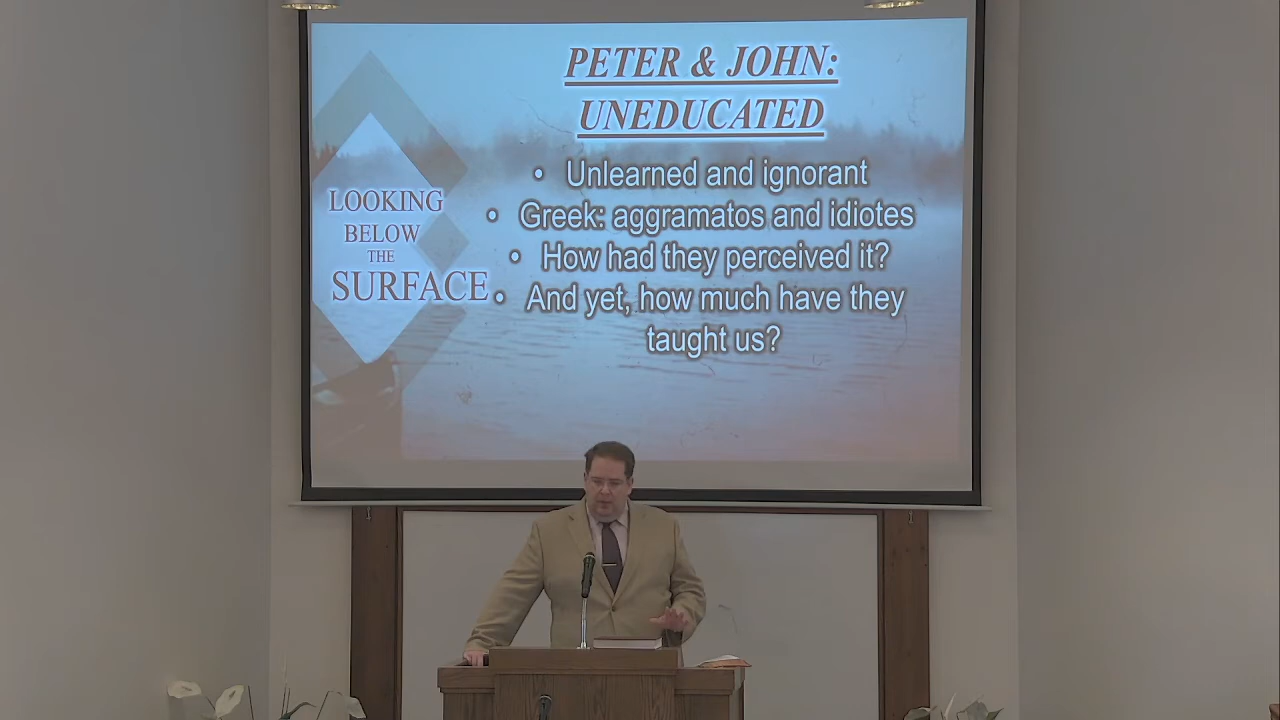 PETER & JOHN:
UNEDUCATED
• Unlearned and ignorant
• Greek: aggramatos and idiotes
• How had they perceived it?
• And yet, how much have they
taught us?
LOOKING
BELOW
THE
SURFACE